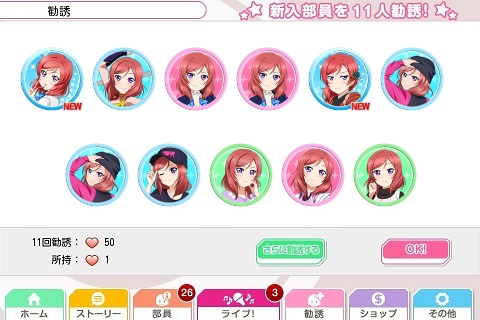 勧誘
新入部員を11人勧誘!
NEW
NEW
11回勧誘: 50
所持: 1
さらに勧誘する
OK!
26
3
ホーム
ストーリー
部員
ライブ!
勧誘
ショップ
その他